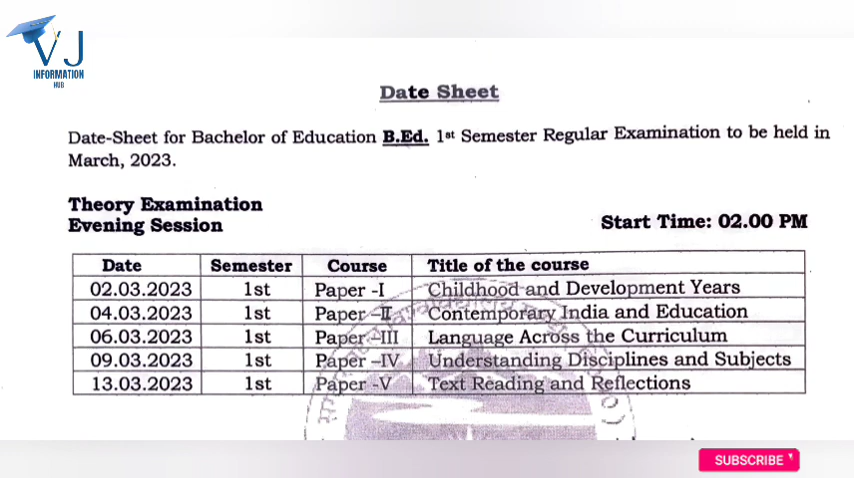 VJ
INFORMATION
HUB
Date Sheet
Date-Sheet for Bachelor of Education B.Ed. 1st Semester Regular Examination to be held in
March, 2023.
Theory Examination
Evening Session
Start Time: 02.00 PM
Date Semester Course Title of the course
02.03.2023 1st Paper -I Childhood and Development Years
04.03.2023 1st Paper -II Contemporary India and Education
06.03.2023 1st Paper -III Language Across the Curriculum
09.03.2023 1st Paper -IV Understanding Disciplines and Subjects
13.03.2023 1st Paper -V Text Reading and Reflections
SUBSCRIBE